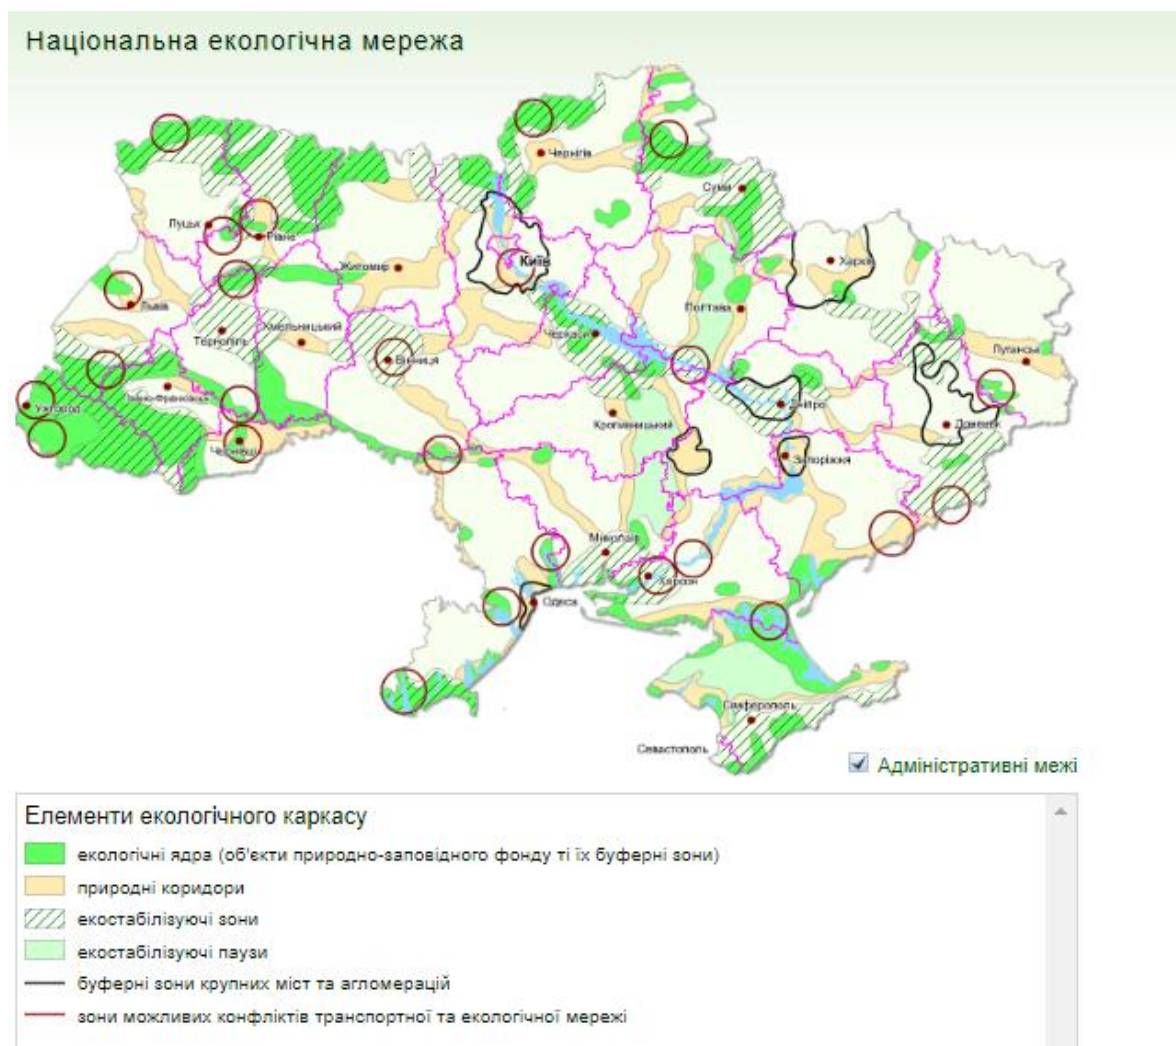 Національна екологічна мережа
Чернігів
Суми
Луцьк
Рівне
Київ
Житомир
Харків
Львів
Полтава
Хмельницький
Тернопіль
Черкаси
Вінниця
Луганськ
Івано-Франківськ
Ужгород
Дніпро
Кропивницький
Донецьк
Чернівці
Запоріжжя
Миколаїв
Херсон
Одеса
Сімферополь
Севастополь
Адміністративні межі
Елементи екологічного каркасу
екологічні ядра (об'єкти природно-заповідного фонду ті їх буферні зони)
природні коридори
екостабілізуючі зони
екостабілізуючі паузи
буферні зони крупних міст та агломерацій
зони можливих конфліктів транспортної та екологічної мережі